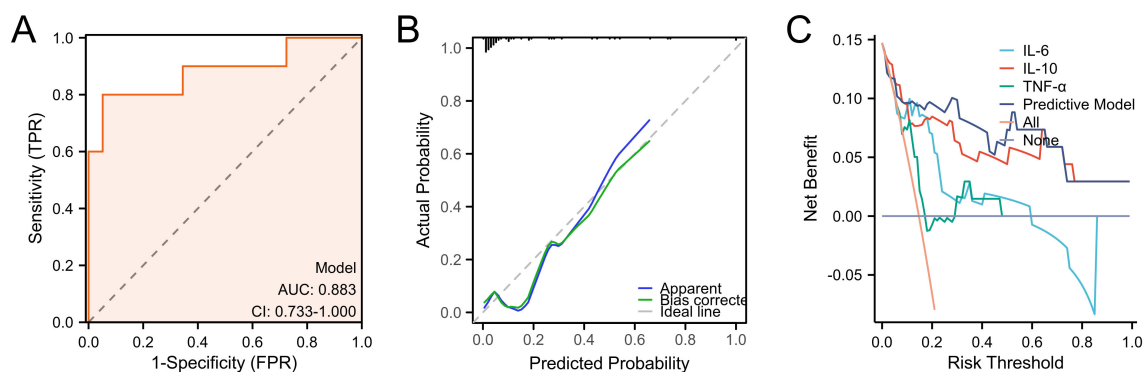 A
1.0
0.8
0.6
0.4
0.2
0.0
Sensitivity (TPR)
Model
AUC: 0.883
CI: 0.733-1.000
0.0 0.2 0.4 0.6 0.8 1.0
1-Specificity (FPR)
B
1.0
0.8
0.6
0.4
0.2
0.0
Actual Probability
Apparent
Bias correcte
Ideal line
0.0 0.2 0.4 0.6 0.8 1.0
Predicted Probability
C
0.15
0.10
0.05
0.00
-0.05
Net Benefit
IL-6
IL-10
TNF-α
Predictive Model
All
None
0.0 0.2 0.4 0.6 0.8 1.0
Risk Threshold